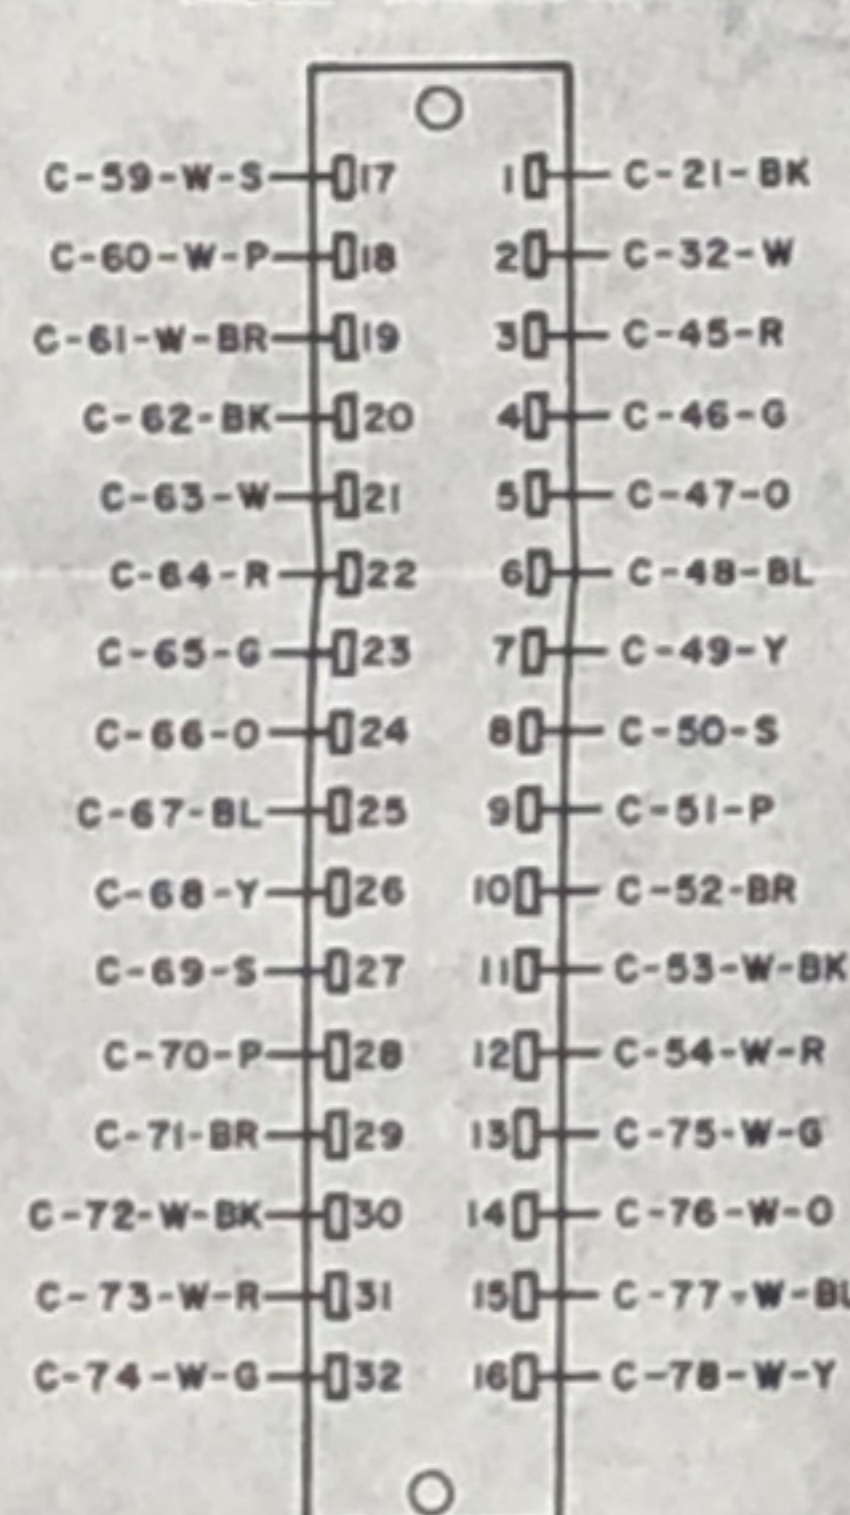 C-59-W-S 17 1 C-21-BK
C-60-W-P 18 2 C-32-W
C-61-W-BR 19 3 C-45-R
C-62-BK 20 4 C-46-G
C-63-W 21 5 C-47-O
C-64-R 22 6 C-48-BL
C-65-G 23 7 C-49-Y
C-66-O 24 8 C-50-S
C-67-BL 25 9 C-51-P
C-68-Y 26 10 C-52-BR
C-69-S 27 11 C-53-W-BK
C-70-P 28 12 C-54-W-R
C-71-BR 29 13 C-75-W-G
C-72-W-BK 30 14 C-76-W-O
C-73-W-R 31 15 C-77-W-BL
C-74-W-G 32 16 C-78-W-Y